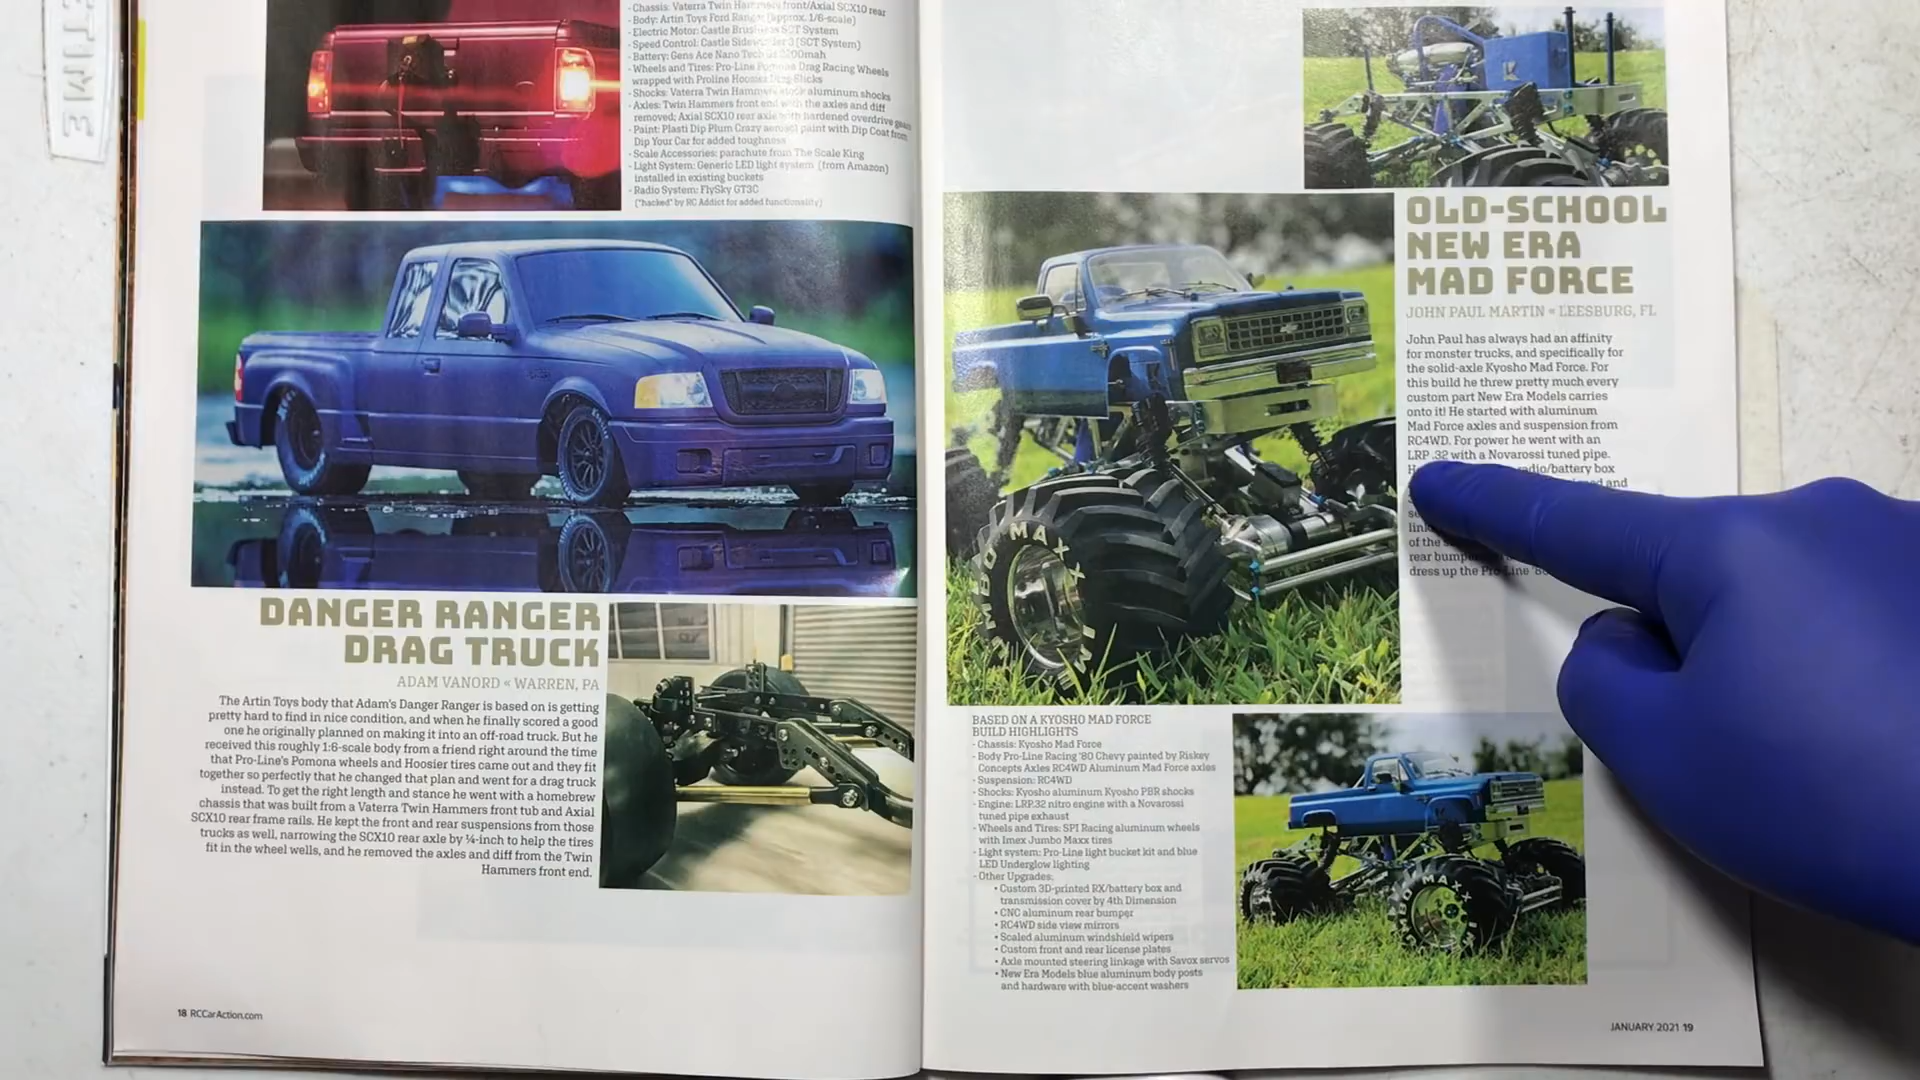 - Chassis: Vaterra Twin Hammers front/Axial SCX10 rear
- Body: Artin Toys Ford Ranger (approx. 1/6-scale)
- Electric Motor: Castle Brushless SCT System
- Speed Control: Castle Sidewinder 3 (SCT System)
- Battery: Gens Ace Nano Tech 2s 3200mah
- Wheels and Tires: Pro-Line Pomona Drag Racing Wheels
wrapped with Proline Hoosier Drag Slicks
- Shocks: Vaterra Twin Hammers stock aluminum shocks
- Axles: Twin Hammers front end with the axles and diff
removed; Axial SCX10 rear axle with hardened overdrive gears
- Paint: Plasti Dip Plum Crazy aerosol paint with Dip Coat from
Dip Your Car for added toughness
- Scale Accessories: parachute from The Scale King
- Light System: Generic LED light system (from Amazon)
installed in existing buckets
- Radio System: FlySky GT3C
("hacked" by RC Addict for added functionality)
DANGER RANGER
DRAG TRUCK
ADAM VANORD « WARREN, PA
The Artin Toys body that Adam's Danger Ranger is based on is getting
pretty hard to find in nice condition, and when he finally scored a good
one he originally planned on making it into an off-road truck. But he
received this roughly 1:6-scale body from a friend right around the time
that Pro-Line's Pomona wheels and Hoosier tires came out and they fit
together so perfectly that he changed that plan and went for a drag truck
instead. To get the right length and stance he went with a homebrew
chassis that was built from a Vaterra Twin Hammers front tub and Axial
SCX10 rear frame rails. He kept the front and rear suspensions from those
trucks as well, narrowing the SCX10 rear axle by ¼-inch to help the tires
fit in the wheel wells, and he removed the axles and diff from the Twin
Hammers front end.
18 RCCarAction.com
OLD-SCHOOL
NEW ERA
MAD FORCE
JOHN PAUL MARTIN « LEESBURG, FL
John Paul has always had an affinity
for monster trucks, and specifically for
the solid-axle Kyosho Mad Force. For
this build he threw pretty much every
custom part New Era Models carries
onto it! He started with aluminum
Mad Force axles and suspension from
RC4WD. For power he went with an
LRP .32 with a Novarossi tuned pipe.
radio/battery box
and
of the
rear
dress up the Pro-Line '80
JUMBO MAXX
BASED ON A KYOSHO MAD FORCE
BUILD HIGHLIGHTS
- Chassis: Kyosho Mad Force
- Body Pro-Line Racing '80 Chevy painted by Riskey
Concepts Axles RC4WD Aluminum Mad Force axles
- Suspension: RC4WD
- Shocks: Kyosho aluminum Kyosho PBR shocks
- Engine: LRP.32 nitro engine with a Novarossi
tuned pipe exhaust
- Wheels and Tires: SPI Racing aluminum wheels
with Imex Jumbo Maxx tires
- Light system: Pro-Line light bucket kit and blue
LED Underglow lighting
- Other Upgrades:
• Custom 3D-printed RX/battery box and
transmission cover by 4th Dimension
• CNC aluminum rear bumper
• RC4WD side view mirrors
• Scaled aluminum windshield wipers
• Custom front and rear license plates
• Axle mounted steering linkage with Savox servos
• New Era Models blue aluminum body posts
and hardware with blue-accent washers
JANUARY 2021 19